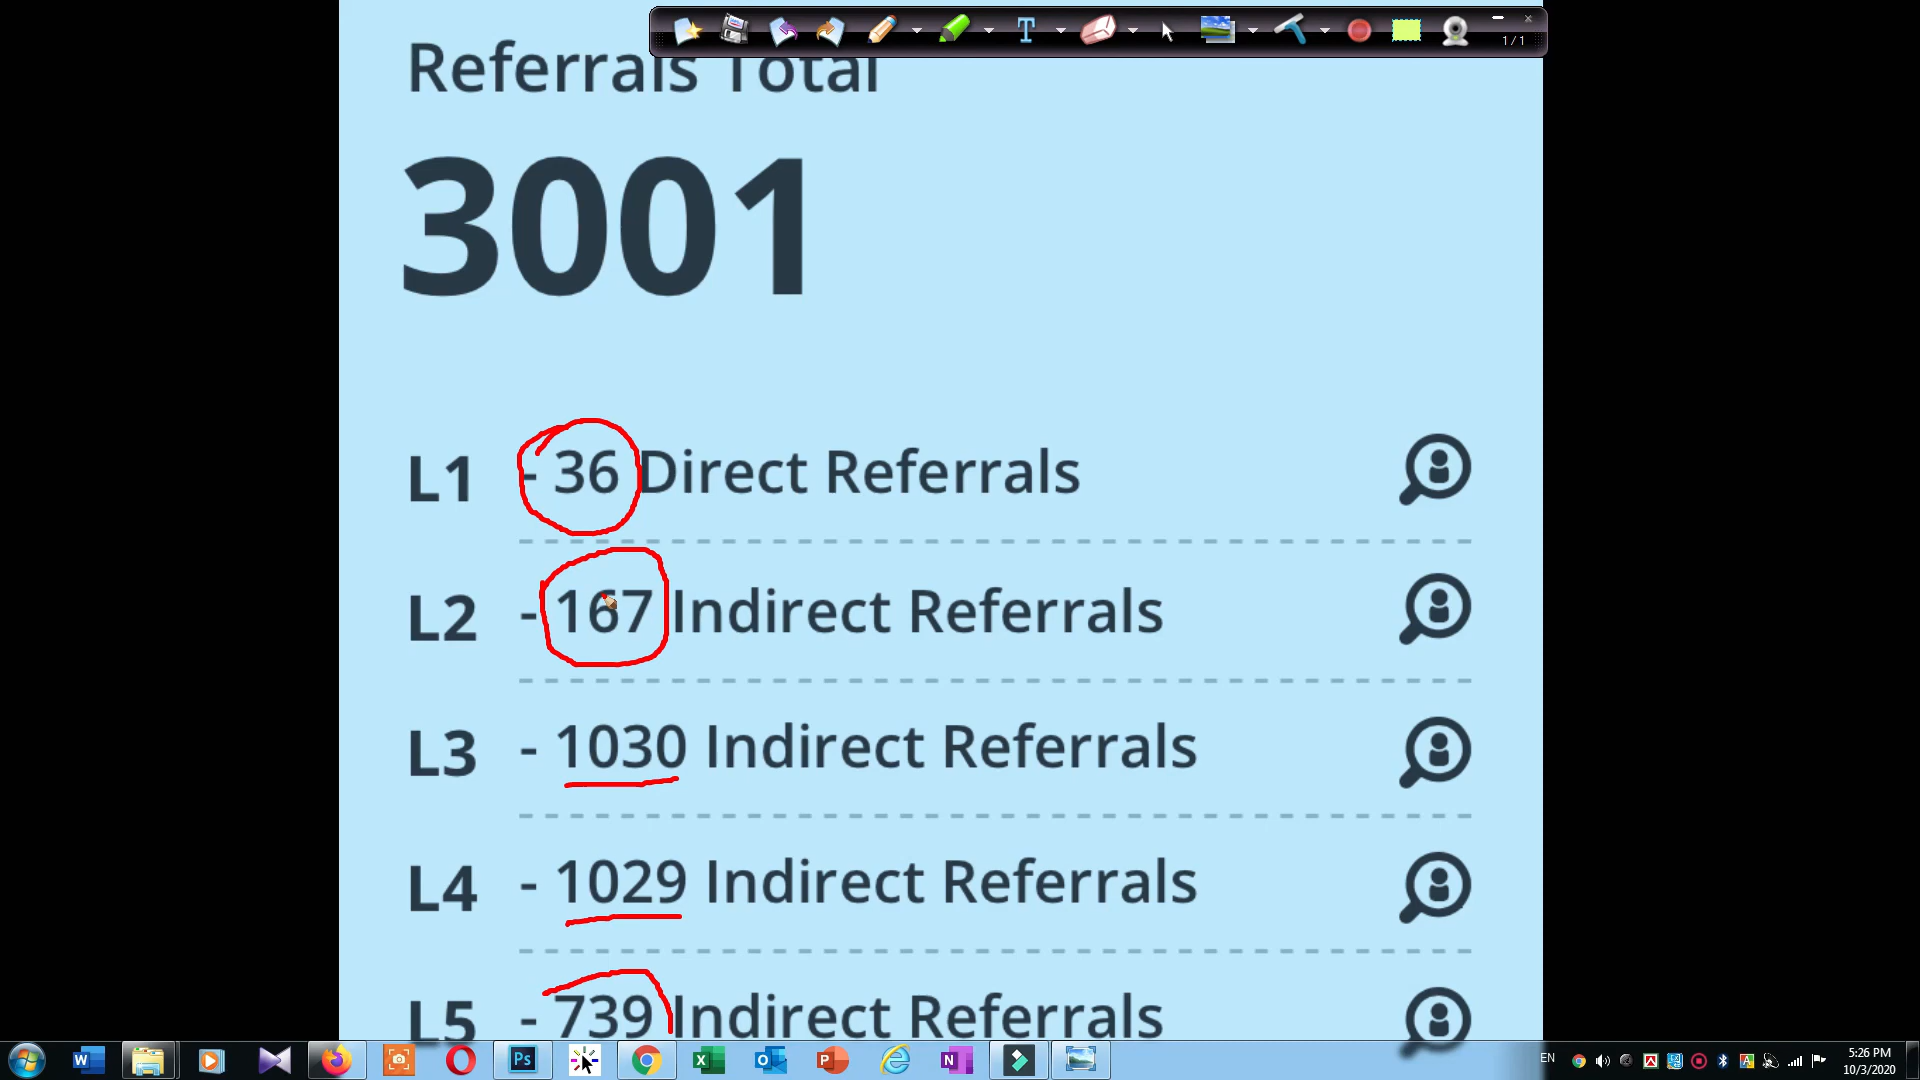 1/1
Referrals Total
3001
L1 - 36 Direct Referrals
L2 - 167 Indirect Referrals
L3 - 1030 Indirect Referrals
L4 - 1029 Indirect Referrals
L5 - 739 Indirect Referrals
EN
5:26 PM
10/3/2020